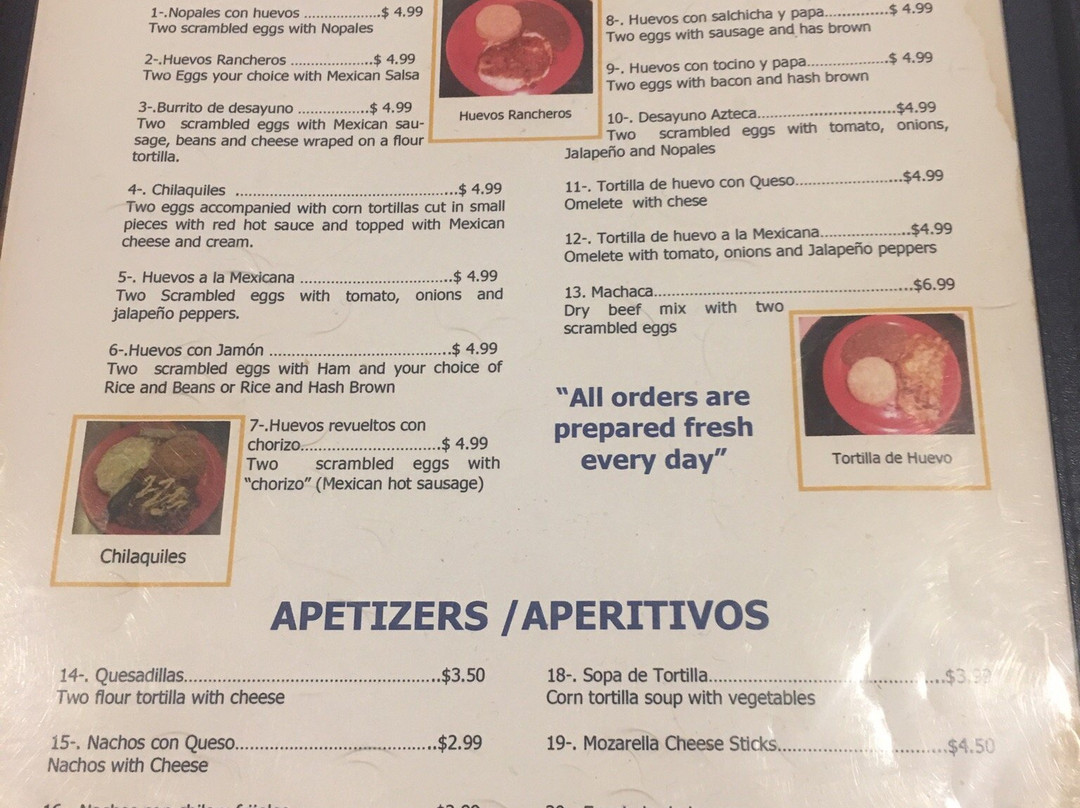 1-.Nopales con huevos ..................$ 4.99
Two scrambled eggs with Nopales
2-.Huevos Rancheros ...................$ 4.99
Two Eggs your choice with Mexican Salsa
3-.Burrito de desayuno ................$ 4.99
Two scrambled eggs with Mexican sau-
sage, beans and cheese wraped on a flour
tortilla.
4-. Chilaquiles ..................................................$ 4.99
Two eggs accompanied with corn tortillas cut in small
pieces with red hot sauce and topped with Mexican
cheese and cream.
5-. Huevos a la Mexicana ..................................$ 4.99
Two Scrambled eggs with tomato, onions and
jalapeño peppers.
6-.Huevos con Jamón .........................................$ 4.99
Two scrambled eggs with Ham and your choice of
Rice and Beans or Rice and Hash Brown
7-.Huevos revueltos con
chorizo...............................$ 4.99
Two scrambled eggs with
“chorizo” (Mexican hot sausage)
Chilaquiles
Huevos Rancheros
8-. Huevos con salchicha y papa..............$ 4.99
Two eggs with sausage and has brown
9-. Huevos con tocino y papa..................$ 4.99
Two eggs with bacon and hash brown
10-. Desayuno Azteca...............................$4.99
Two scrambled eggs with tomato, onions,
Jalapeño and Nopales
11-. Tortilla de huevo con Queso........................$4.99
Omelete with chese
12-. Tortilla de huevo a la Mexicana....................$4.99
Omelete with tomato, onions and Jalapeño peppers
13. Machaca.........................................................$6.99
Dry beef mix with two
scrambled eggs
“All orders are
prepared fresh
every day”
Tortilla de Huevo
APETIZERS /APERITIVOS
14-. Quesadillas.....................................................$3.50
Two flour tortilla with cheese
15-. Nachos con Queso..........................................$2.99
Nachos with Cheese
18-. Sopa de Tortilla..................................................$3.99
Corn tortilla soup with vegetables
19-. Mozarella Cheese Sticks....................................$4.50